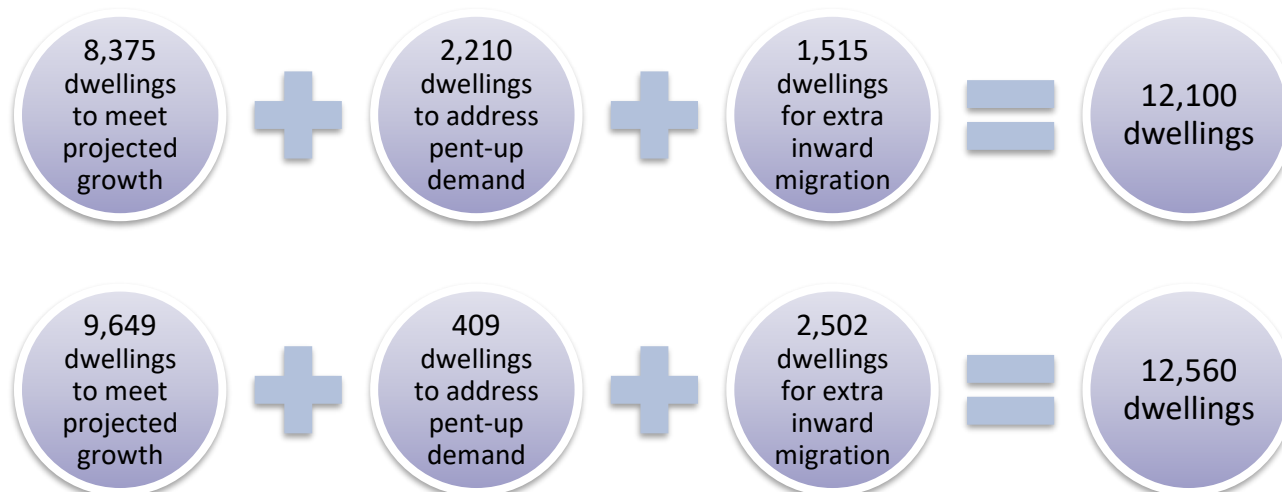 8,375
dwellings
to meet
projected
growth
2,210
dwellings
to address
pent-up
demand
1,515
dwellings
for extra
inward
migration
12,100
dwellings
9,649
dwellings
to meet
projected
growth
409
dwellings
to address
pent-up
demand
2,502
dwellings
for extra
inward
migration
12,560
dwellings